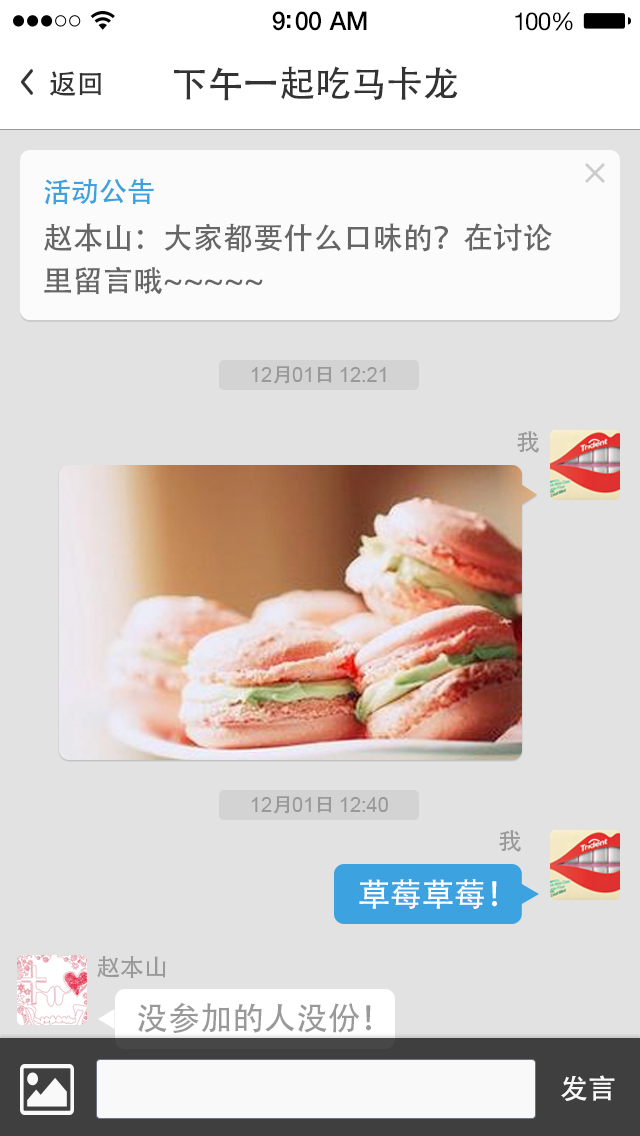 9:00 AM
100%
返回
下午一起吃马卡龙
活动公告
赵本山：大家都要什么口味的？在讨论
里留言哦~~~~~
12月01日 12:21
我
Trident
12月01日 12:40
我
Trident
草莓草莓！
赵本山
没参加的人没份！
发言